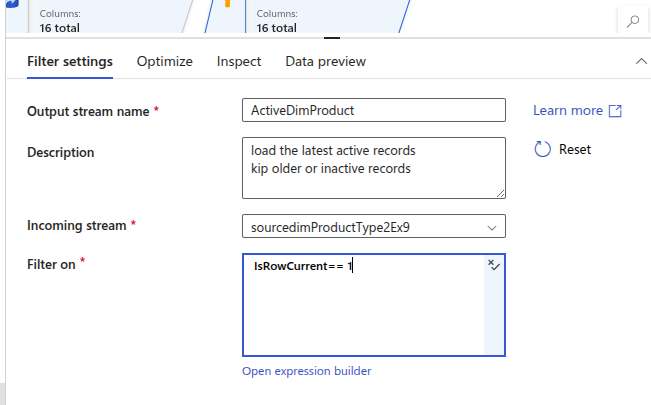 Columns:
16 total
Columns:
16 total
Filter settings
Optimize
Inspect
Data preview
Output stream name *
ActiveDimProduct
Learn more
Description
load the latest active records
kip older or inactive records
Reset
Incoming stream *
sourcedimProductType2Ex9
Filter on *
IsRowCurrent== 1
Open expression builder